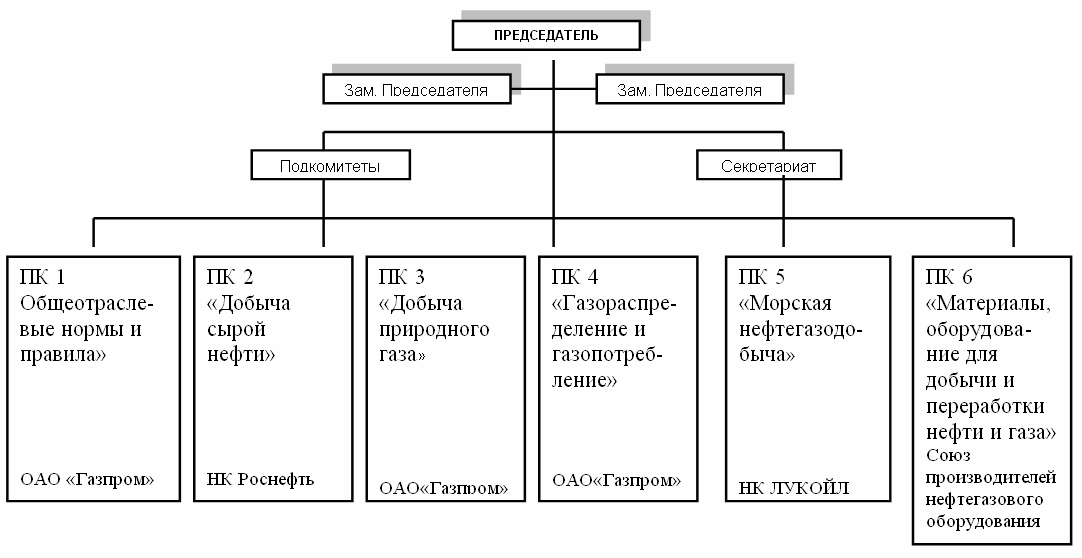 ПРЕДСЕДАТЕЛЬ
Зам. Председателя
Зам. Председателя
Подкомитеты
Секретариат
ПК 1
Общеотрасле-
вые нормы и
правила»
ОАО «Газпром»
ПК 2
«Добыча
сырой
нефти»
НК Роснефть
ПК 3
«Добыча
природного
газа»
ОАО«Газпром»
ПК 4
«Газораспре-
деление и
газопотреб-
ление»
ОАО«Газпром»
ПК 5
«Морская
нефтегазодо-
быча»
НК ЛУКОЙЛ
ПК 6
«Материалы,
оборудова-
ние для
добычи и
переработки
нефти и газа»
Союз
производителей
нефтегазового
оборудования